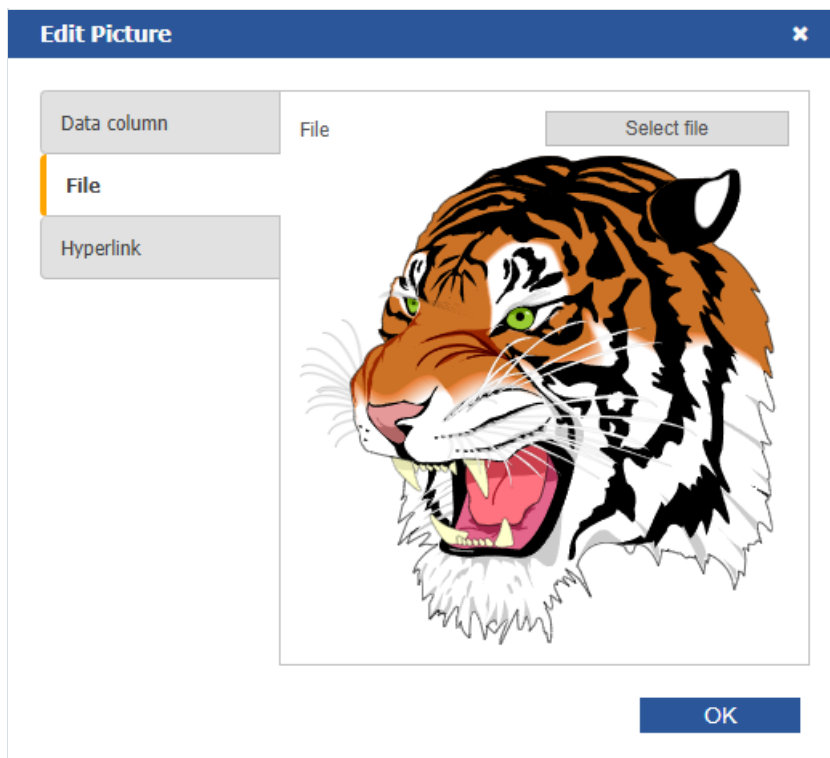 Edit Picture
Data column
File
Hyperlink
File
Select file
OK